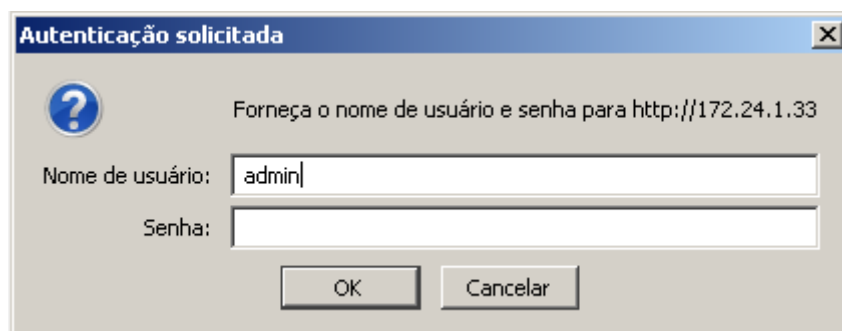 Autenticação solicitada
Forneça o nome de usuário e senha para http://172.24.1.33
Nome de usuário: admin
Senha:
OK Cancelar